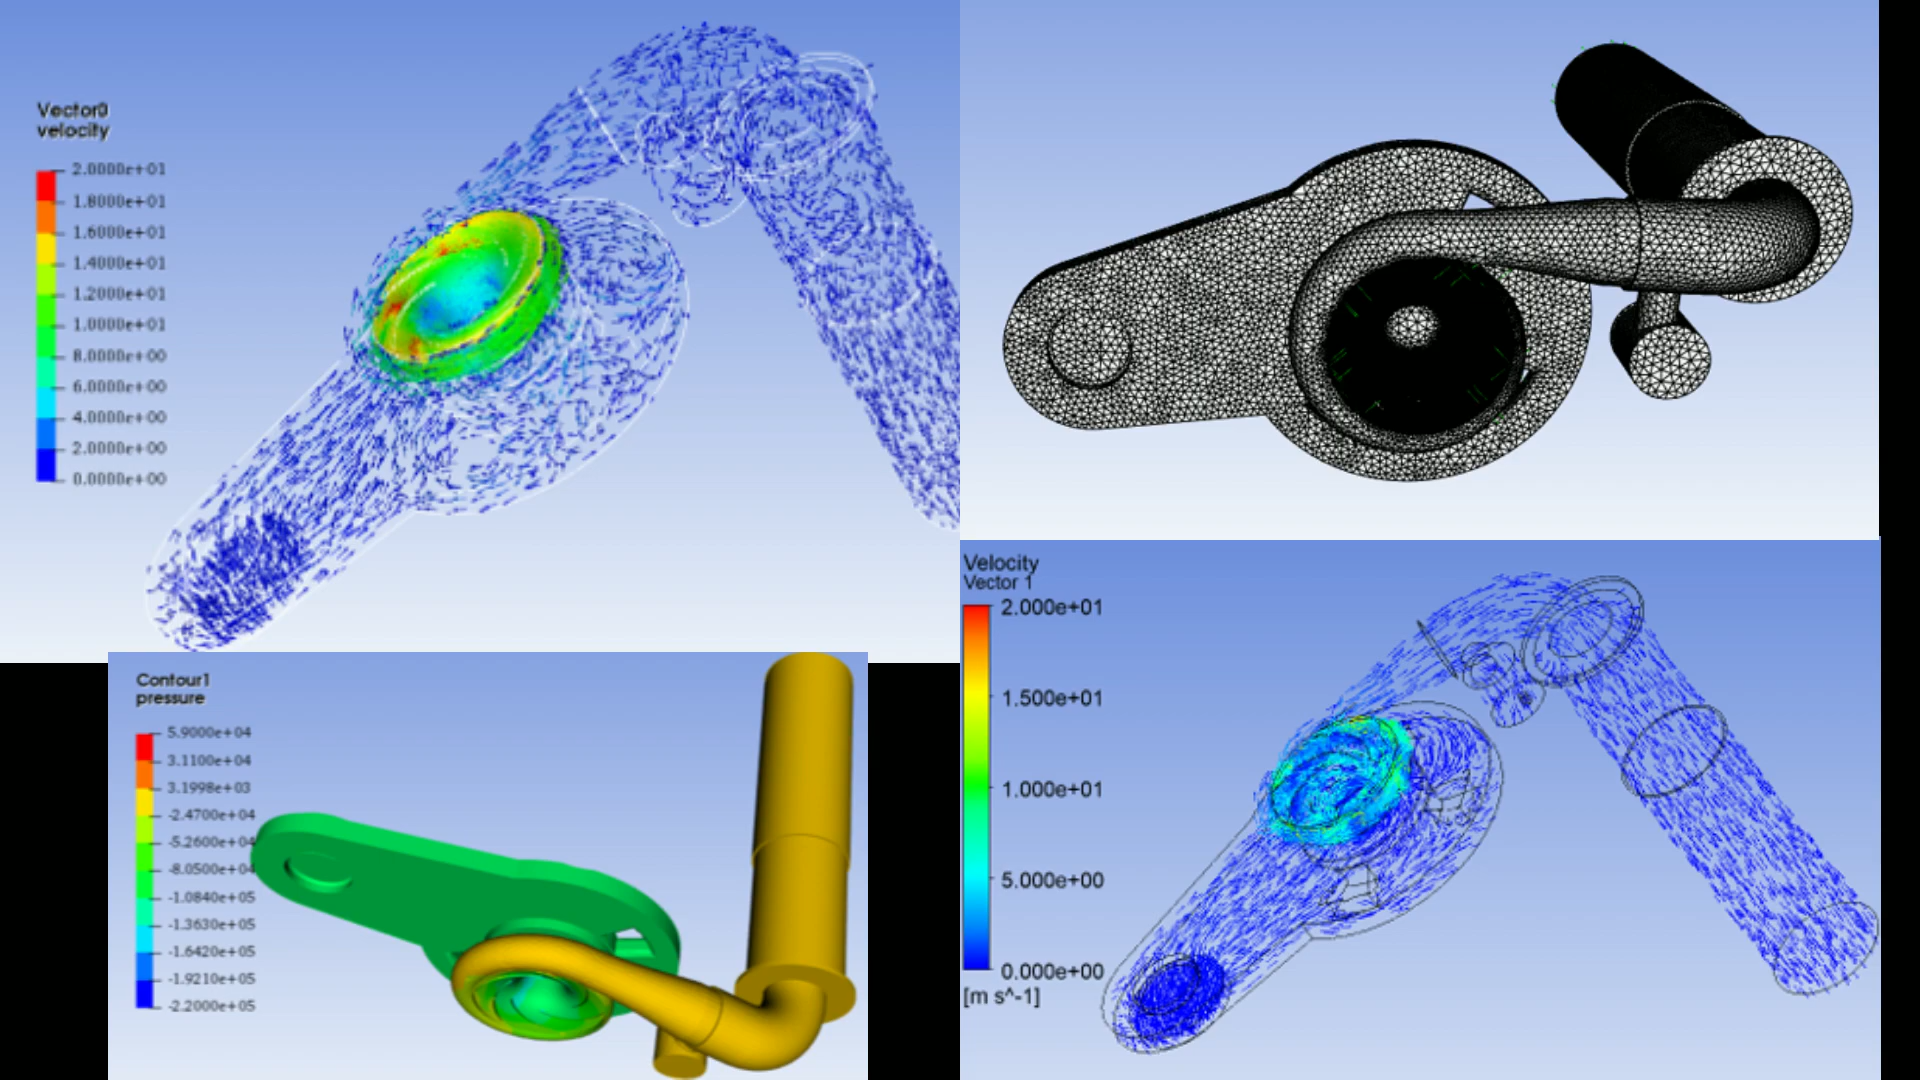 Vector0
velocity
2.0000e+01
1.8000e+01
1.6000e+01
1.4000e+01
1.2000e+01
1.0000e+01
8.0000e+00
6.0000e+00
4.0000e+00
2.0000e+00
0.0000e+00
Velocity
Vector 1
2.000e+01
1.500e+01
1.000e+01
5.000e+00
0.000e+00
[m s^-1]
Contour1
pressure
5.9000e+04
3.1100e+04
3.1998e+03
-2.4700e+04
-5.2600e+04
-8.0500e+04
-1.0840e+05
-1.3630e+05
-1.6420e+05
-1.9210e+05
-2.2000e+05